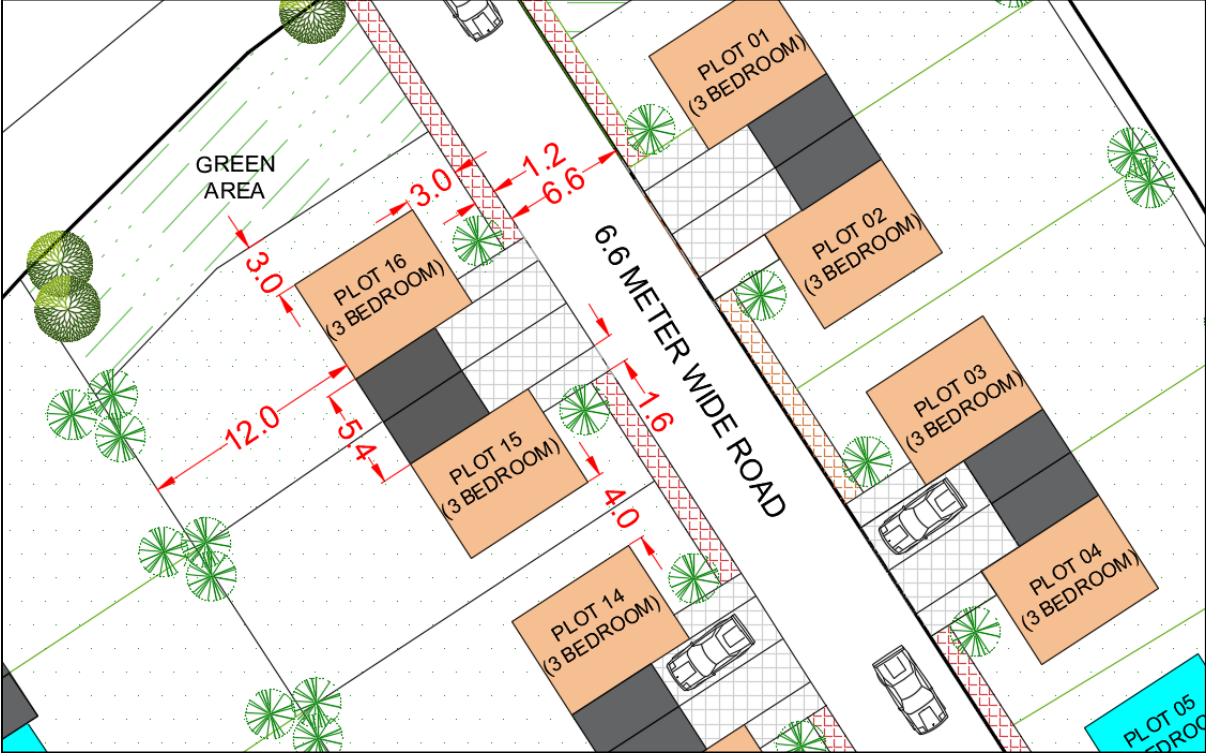 PLOT 01
(3 BEDROOM)
GREEN
AREA
3.0
1.2
6.6
PLOT 02
(3 BEDROOM)
3.0
PLOT 16
(3 BEDROOM)
6.6 METER WIDE ROAD
PLOT 03
(3 BEDROOM)
12.0
5.4
1.6
PLOT 15
(3 BEDROOM)
4.0
PLOT 04
(3 BEDROOM)
PLOT 14
(3 BEDROOM)
PLOT 05